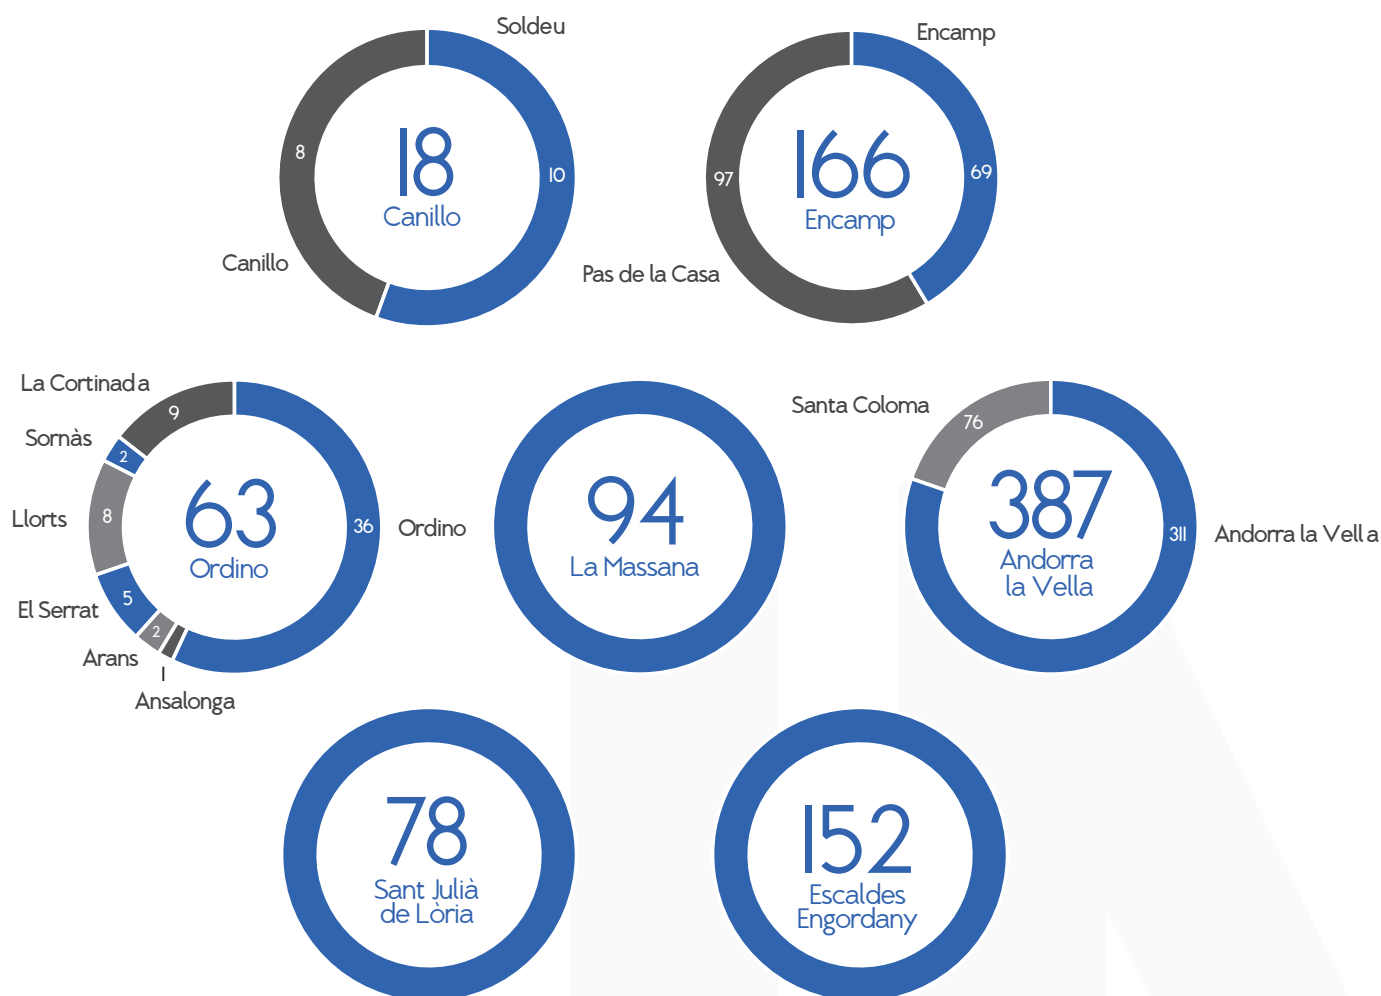 Soldeu
8
18
Canillo
10
Canillo
Encamp
97
166
Encamp
69
Pas de la Casa
La Cortinada
9
Sornàs
2
Llorts
8
63
Ordino
36
Ordino
El Serrat
5
Arans
2
1
Ansalonga
94
La Massana
Santa Coloma
76
387
Andorra
la Vella
311
Andorra la Vella
78
Sant Julià
de Lòria
152
Escaldes
Engordany